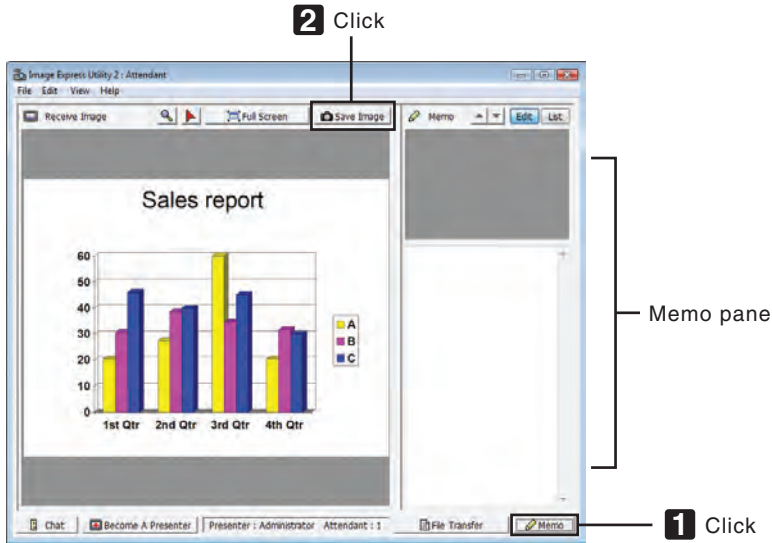 2 Click
Image Express Utility 2 : Attendant
File Edit View Help
Receive Image Full Screen Save Image Memo Edit List
Sales report
60
50
40
30
20
10
0
A
B
C
1st Qtr 2nd Qtr 3rd Qtr 4th Qtr
Memo pane
Chat Become A Presenter Presenter : Administrator Attendant : 1 File Transfer Memo
1 Click